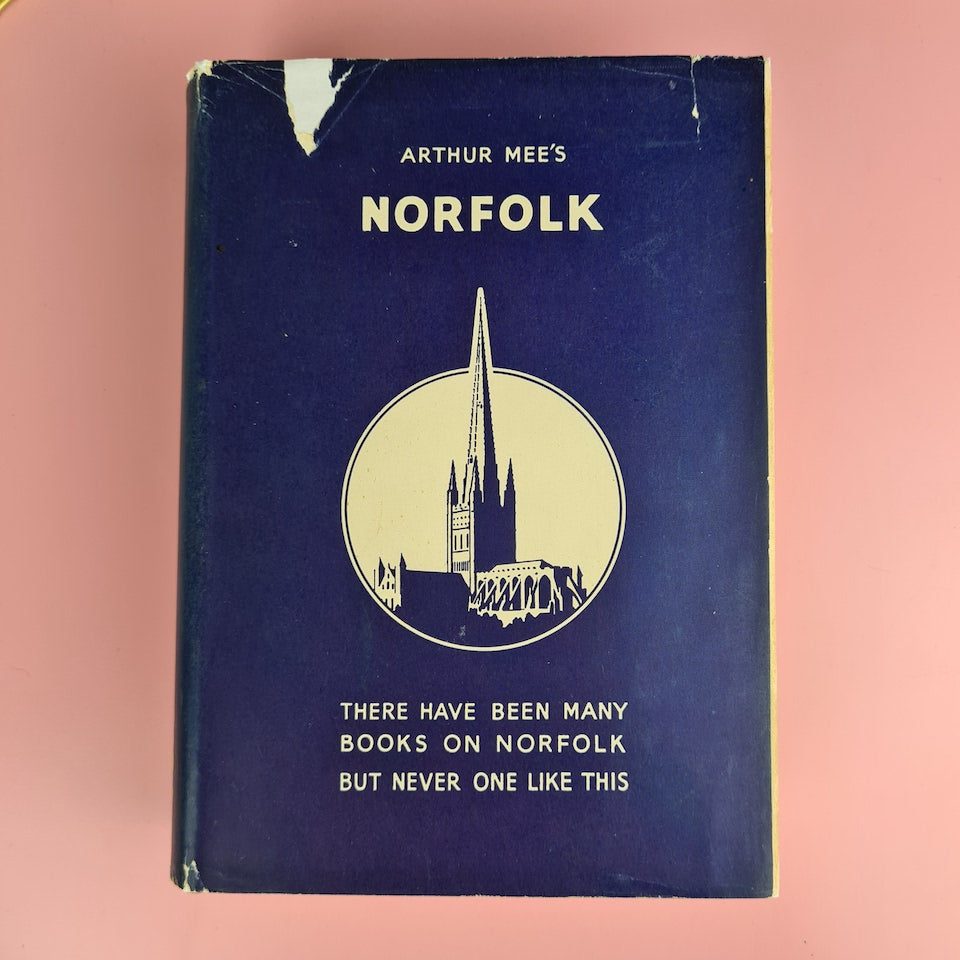 ARTHUR MEE'S
NORFOLK
THERE HAVE BEEN MANY
BOOKS ON NORFOLK
BUT NEVER ONE LIKE THIS